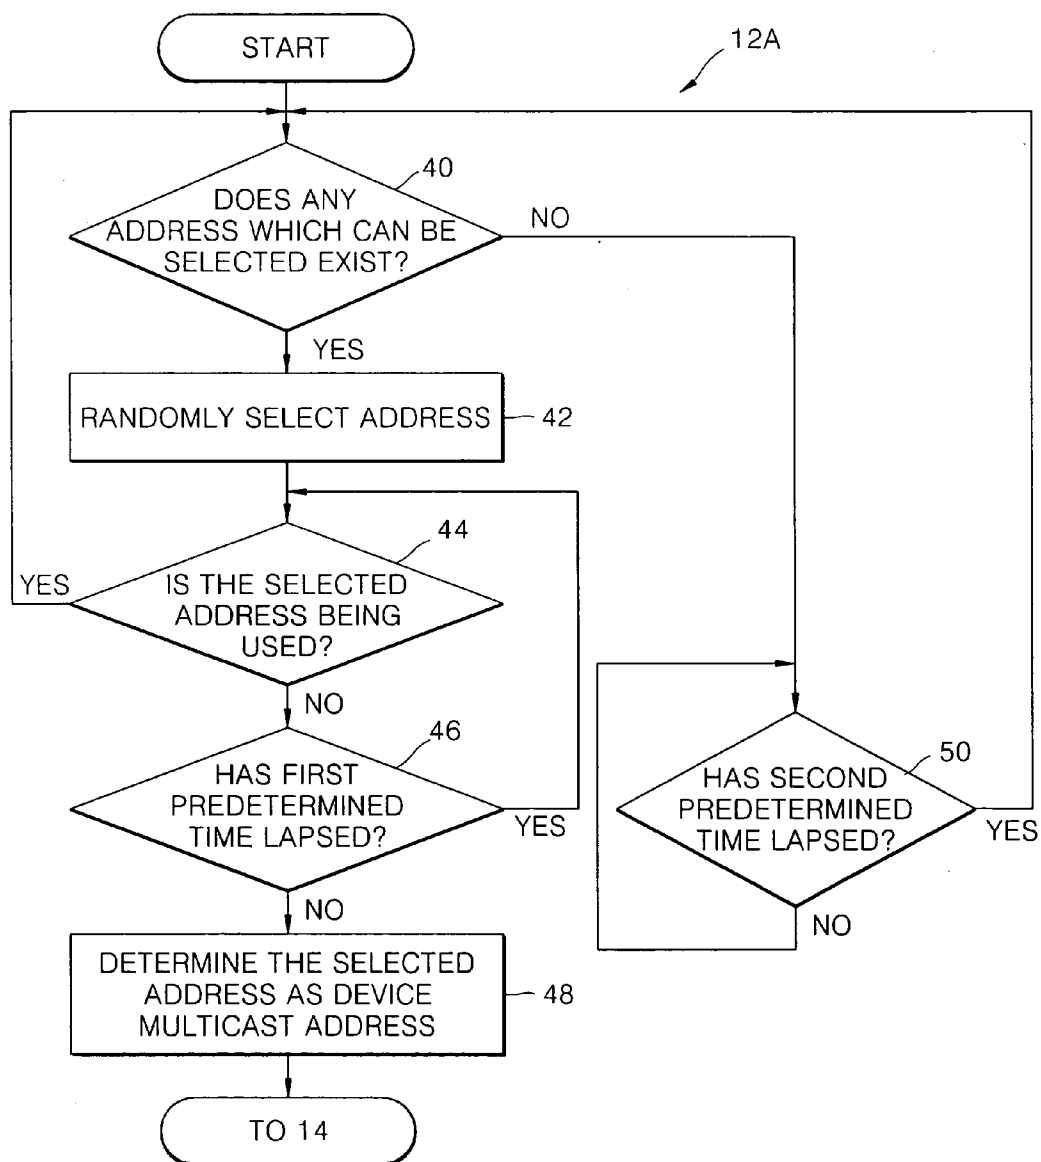 START
12A
40
DOES ANY
ADDRESS WHICH CAN BE
SELECTED EXIST?
NO
YES
RANDOMLY SELECT ADDRESS
42
44
YES
IS THE SELECTED
ADDRESS BEING
USED?
NO
46
HAS FIRST
PREDETERMINED
TIME LAPSED?
YES
50
HAS SECOND
PREDETERMINED
TIME LAPSED?
YES
NO
NO
DETERMINE THE SELECTED
ADDRESS AS DEVICE
MULTICAST ADDRESS
48
TO 14